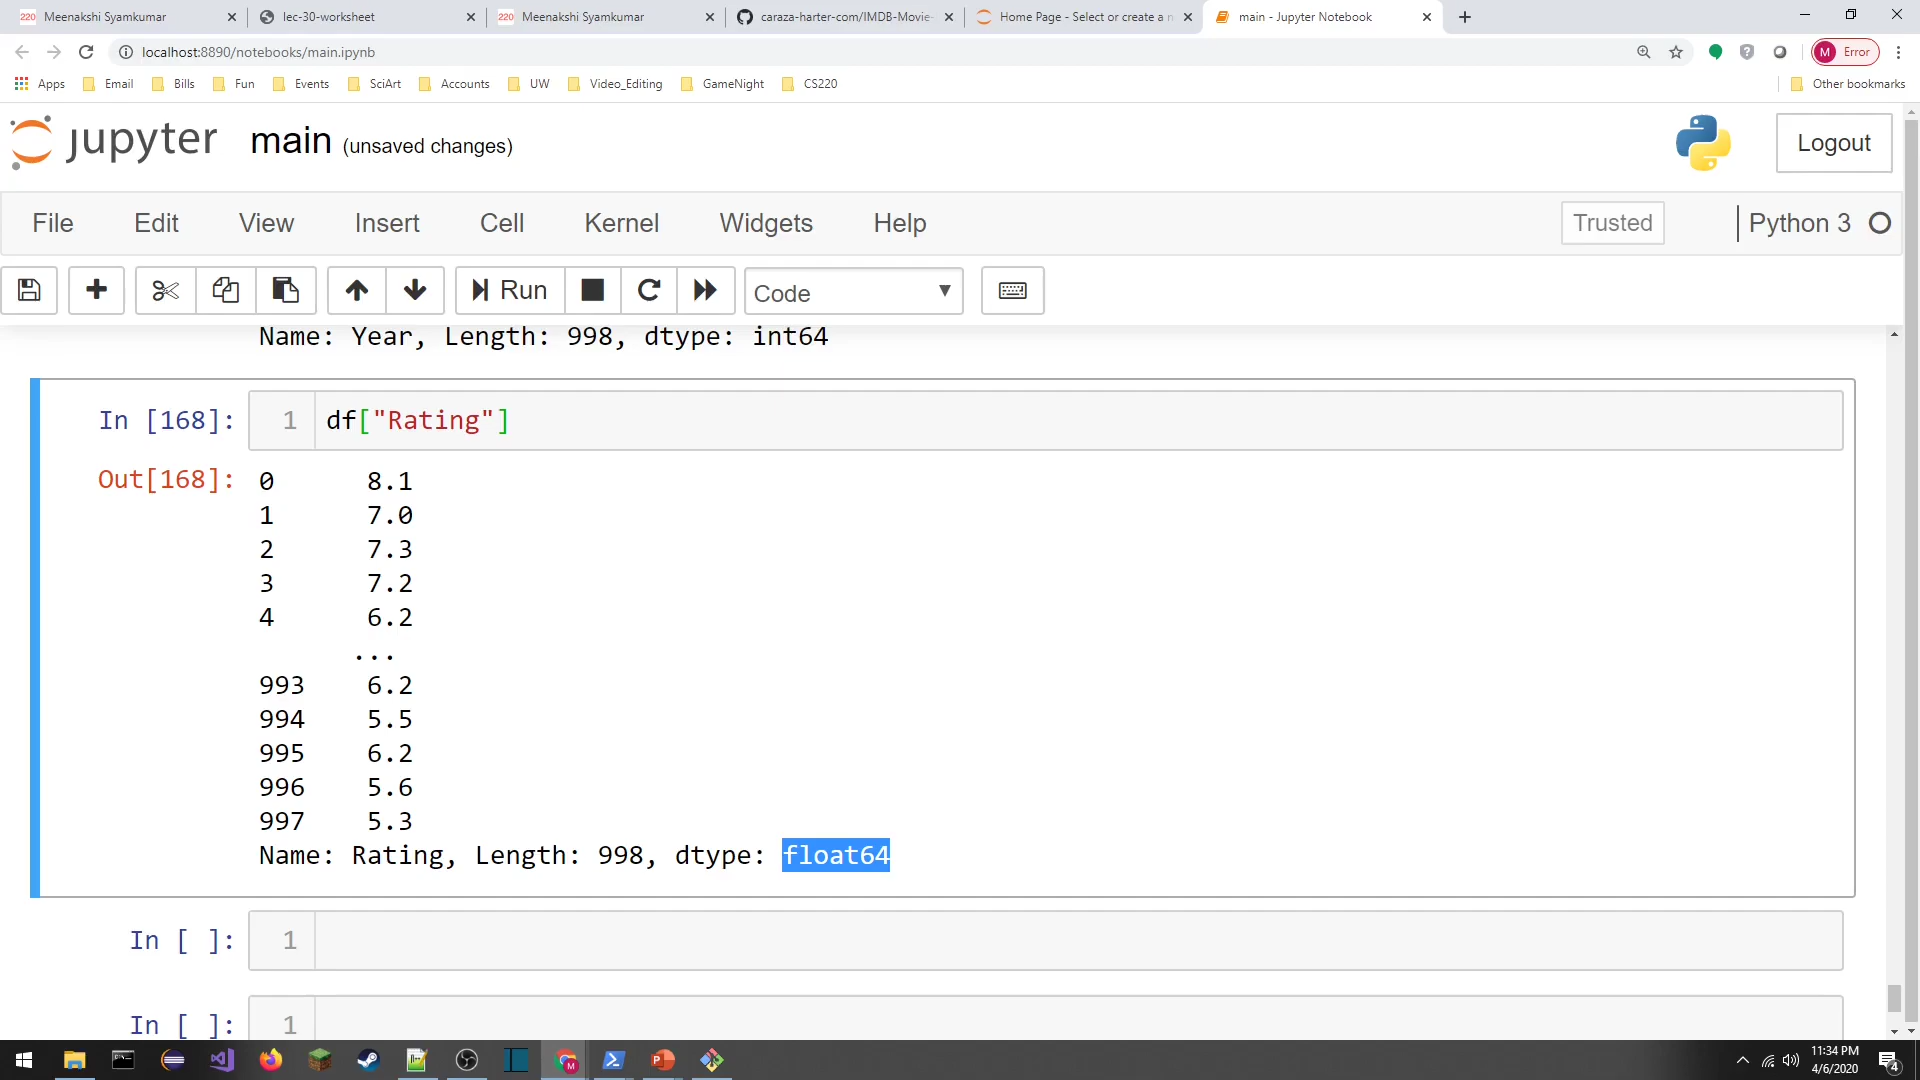 220 Meenakshi Syamkumar
lec-30-worksheet
220 Meenakshi Syamkumar
caraza-harter-com/IMDB-Movie-
Home Page - Select or create a n
main - Jupyter Notebook
localhost:8890/notebooks/main.ipynb
M Error
Apps Email Bills Fun Events SciArt Accounts UW Video_Editing GameNight CS220 Other bookmarks
jupyter main (unsaved changes)
Logout
File Edit View Insert Cell Kernel Widgets Help Trusted Python 3
Run Code
Name: Year, Length: 998, dtype: int64
In [168]: 1 df["Rating"]
Out[168]: 0 8.1
1 7.0
2 7.3
3 7.2
4 6.2
...
993 6.2
994 5.5
995 6.2
996 5.6
997 5.3
Name: Rating, Length: 998, dtype: float64
In [ ]: 1
In [ ]: 1
11:34 PM
4/6/2020
4